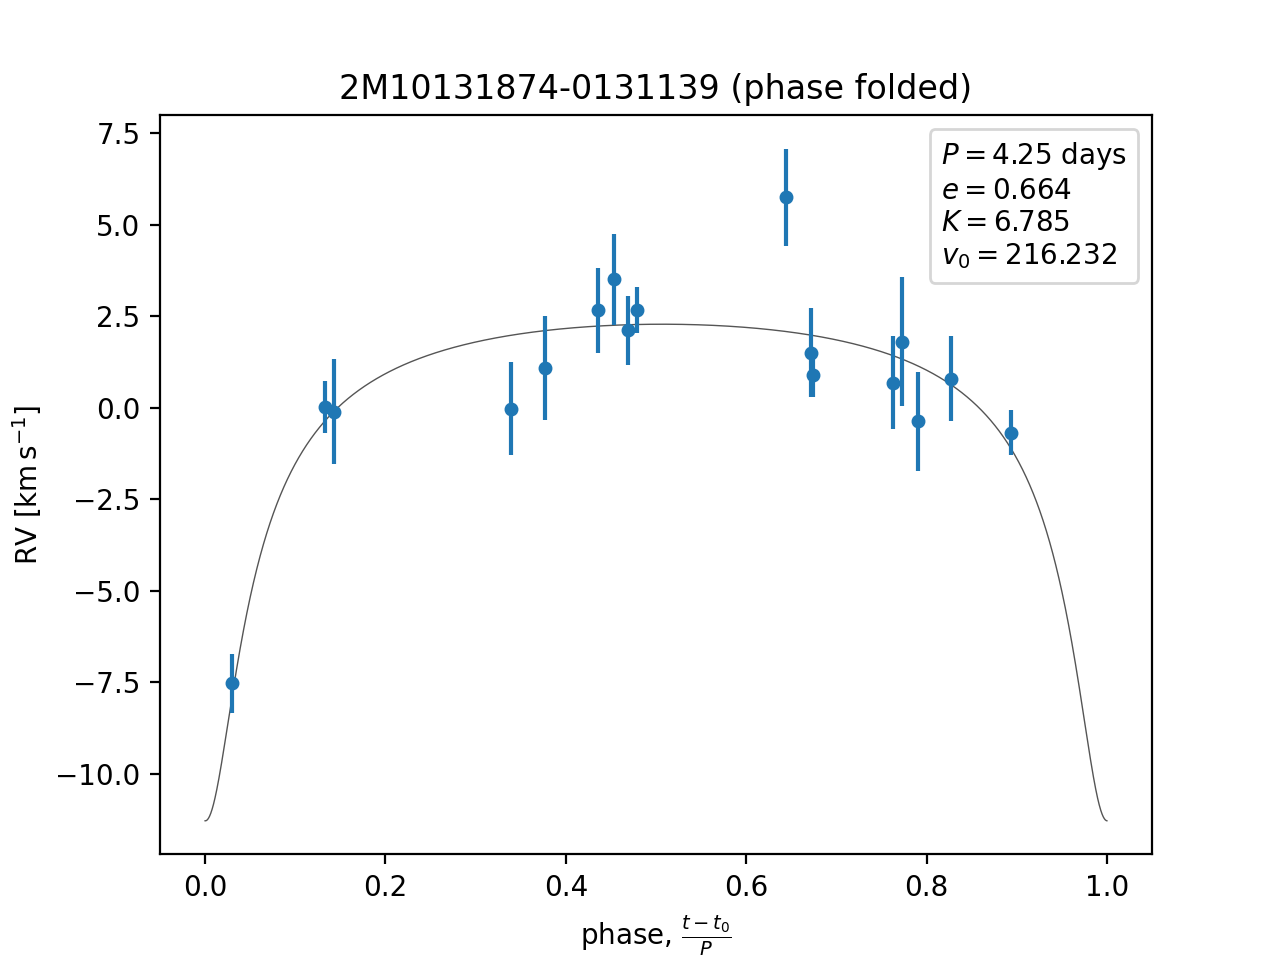 2M10131874-0131139 (phase folded)
7.5
5.0
2.5
0.0
−2.5
−5.0
−7.5
−10.0
RV [km s⁻¹]
P = 4.25 days
e = 0.664
K = 6.785
v₀ = 216.232
0.0 0.2 0.4 0.6 0.8 1.0
phase, (t − t₀)/P